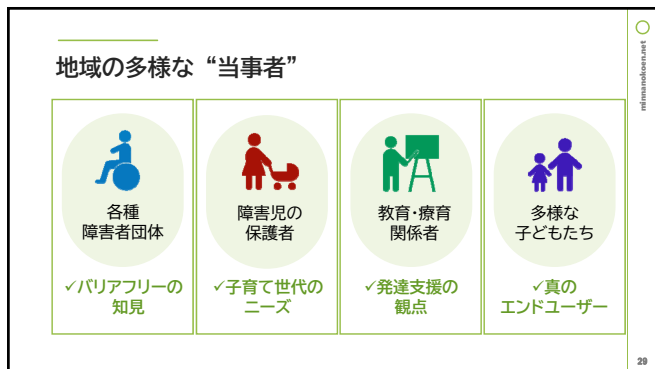 地域の多様な“当事者”
各種
障害者団体
✓バリアフリーの
知見
障害児の
保護者
✓子育て世代の
ニーズ
教育・療育
関係者
✓発達支援の
観点
多様な
子どもたち
✓真の
エンドユーザー
minnanokoen.net
29